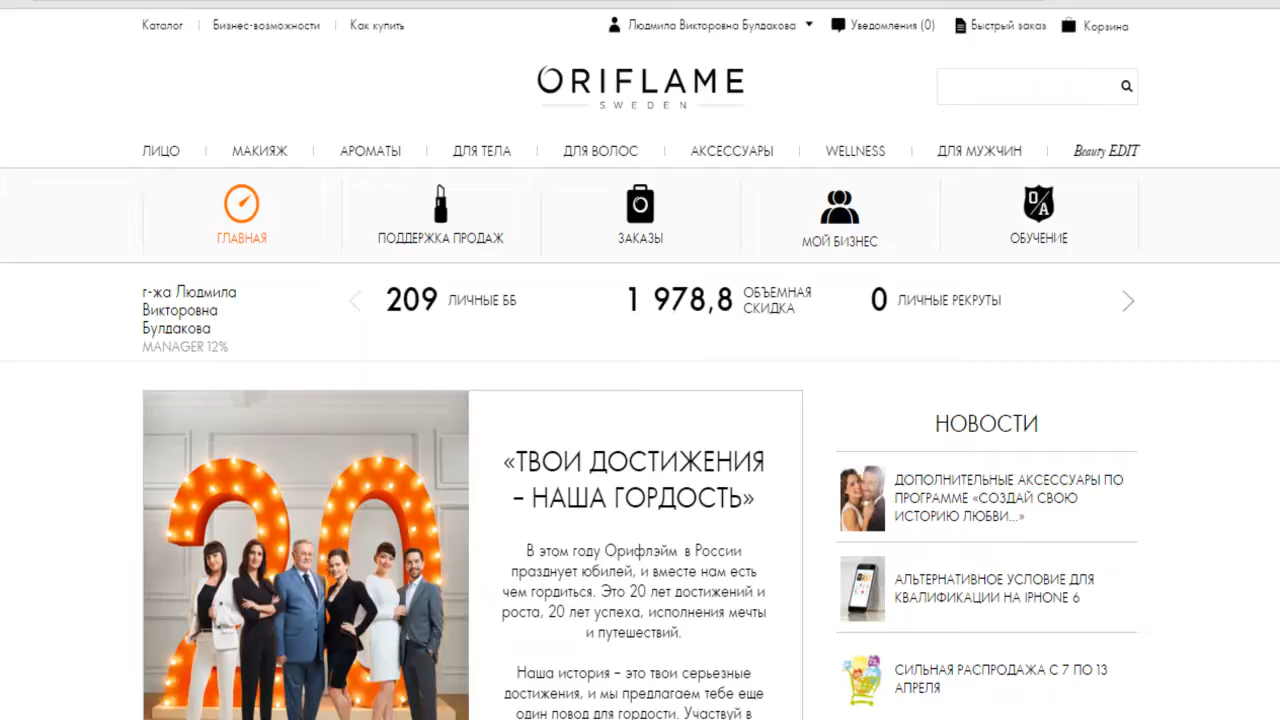 Каталог
Бизнес-возможности
Как купить
Людмила Викторовна Булдакова
Уведомления (0)
Быстрый заказ
Корзина
ORIFLAME
SWEDEN
ЛИЦО
МАКИЯЖ
АРОМАТЫ
ДЛЯ ТЕЛА
ДЛЯ ВОЛОС
АКСЕССУАРЫ
WELLNESS
ДЛЯ МУЖЧИН
Beauty EDIT
ГЛАВНАЯ
ПОДДЕРЖКА ПРОДАЖ
ЗАКАЗЫ
МОЙ БИЗНЕС
O/A
ОБУЧЕНИЕ
г-жа Людмила
Викторовна
Булдакова
MANAGER 12%
209 ЛИЧНЫЕ ББ
1 978,8 ОБЪЕМНАЯ
СКИДКА
0 ЛИЧНЫЕ РЕКРУТЫ
20
«ТВОИ ДОСТИЖЕНИЯ
– НАША ГОРДОСТЬ»
В этом году Орифлэйм в России
празднует юбилей, и вместе нам есть
чем гордиться. Это 20 лет достижений и
роста, 20 лет успеха, исполнения мечты
и путешествий.
Наша история – это твои серьезные
достижения, и мы предлагаем тебе еще
один повод для гордости. Участвуй в
НОВОСТИ
ДОПОЛНИТЕЛЬНЫЕ АКСЕССУАРЫ ПО
ПРОГРАММЕ «СОЗДАЙ СВОЮ
ИСТОРИЮ ЛЮБВИ...»
АЛЬТЕРНАТИВНОЕ УСЛОВИЕ ДЛЯ
КВАЛИФИКАЦИИ НА IPHONE 6
СИЛЬНАЯ РАСПРОДАЖА С 7 ПО 13
АПРЕЛЯ